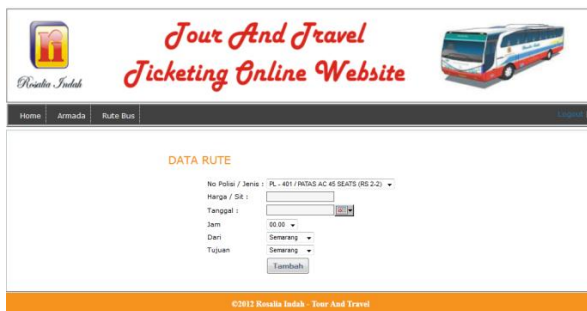 Tour And Travel
Ticketing Online Website
Rosalia Indah
Home Armada Rute Bus Logout
DATA RUTE
No Polisi / Jenis : PL - 401 / PATAS AC 45 SEATS (RS 2-2)
Harga / Sit :
Tanggal :
Jam 00.00
Dari Semarang
Tujuan Semarang
Tambah
©2012 Rosalia Indah - Tour And Travel